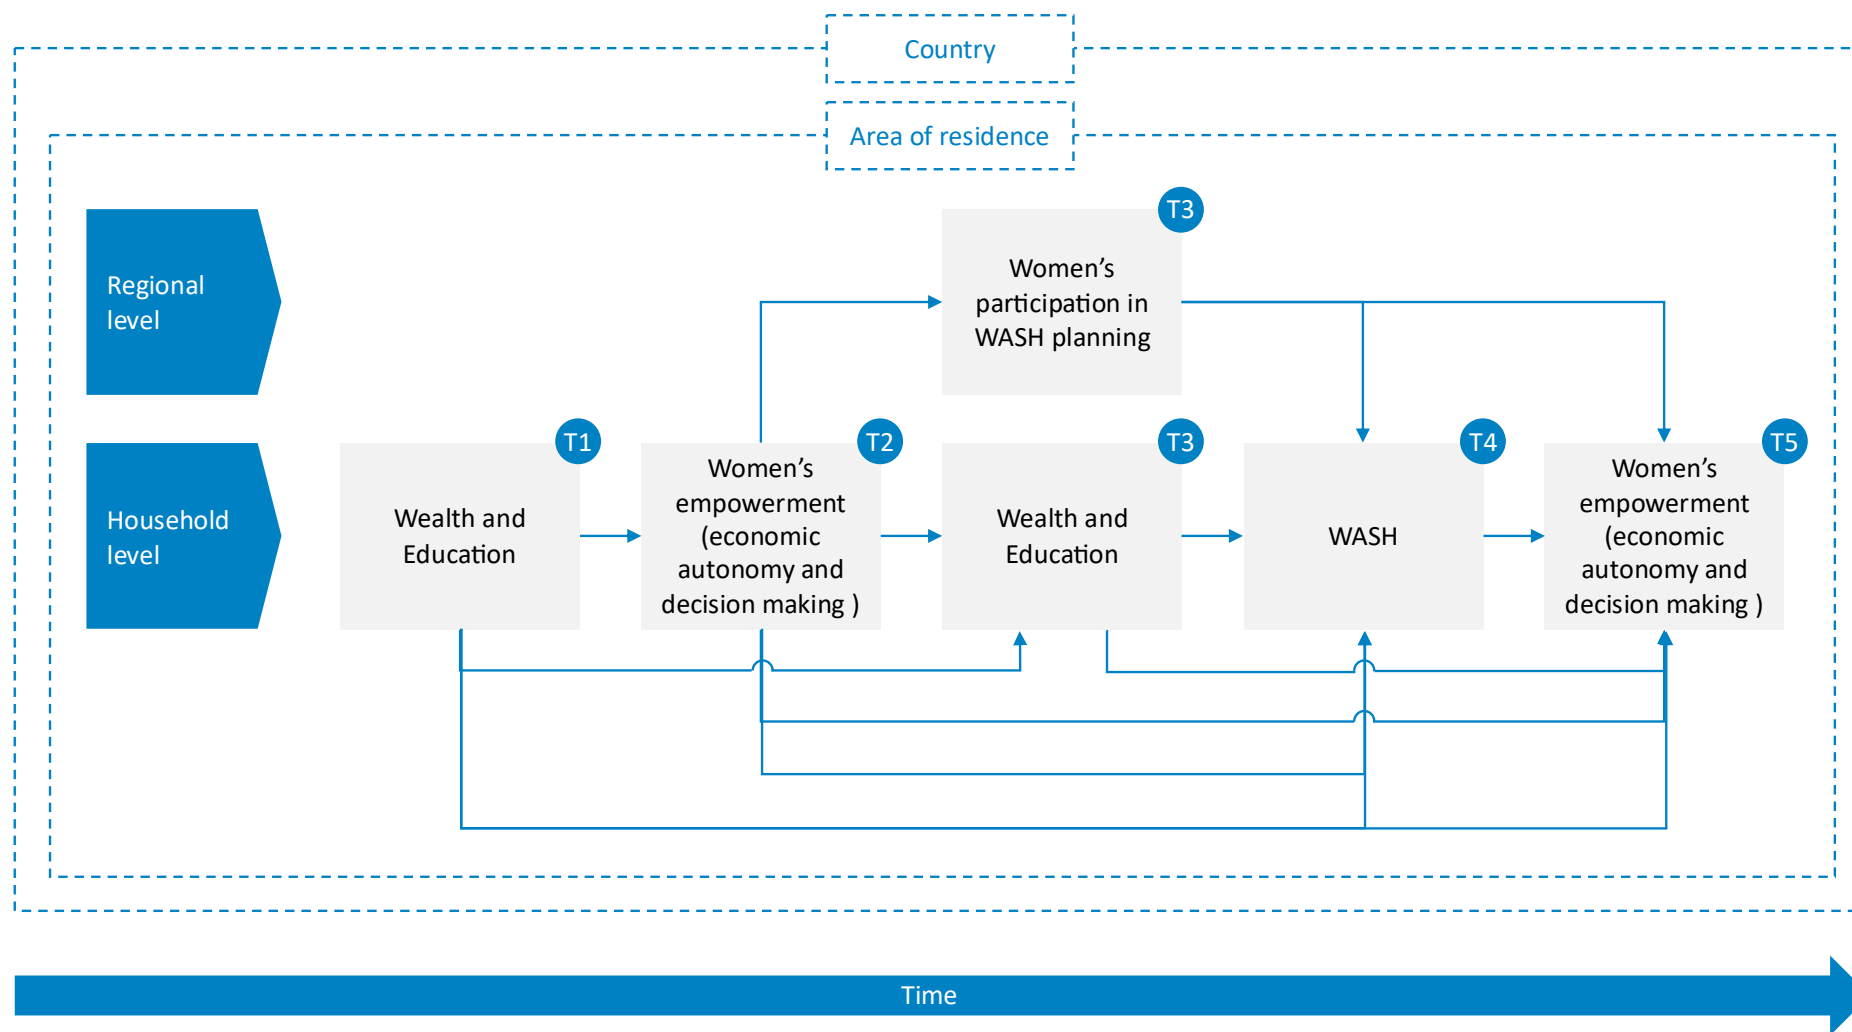 Country
Area of residence
T3
Regional
level
Women’s
participation in
WASH planning
T1
T2
T3
T4
T5
Household
level
Wealth and
Education
Women’s
empowerment
(economic
autonomy and
decision making )
Wealth and
Education
WASH
Women’s
empowerment
(economic
autonomy and
decision making )
Time